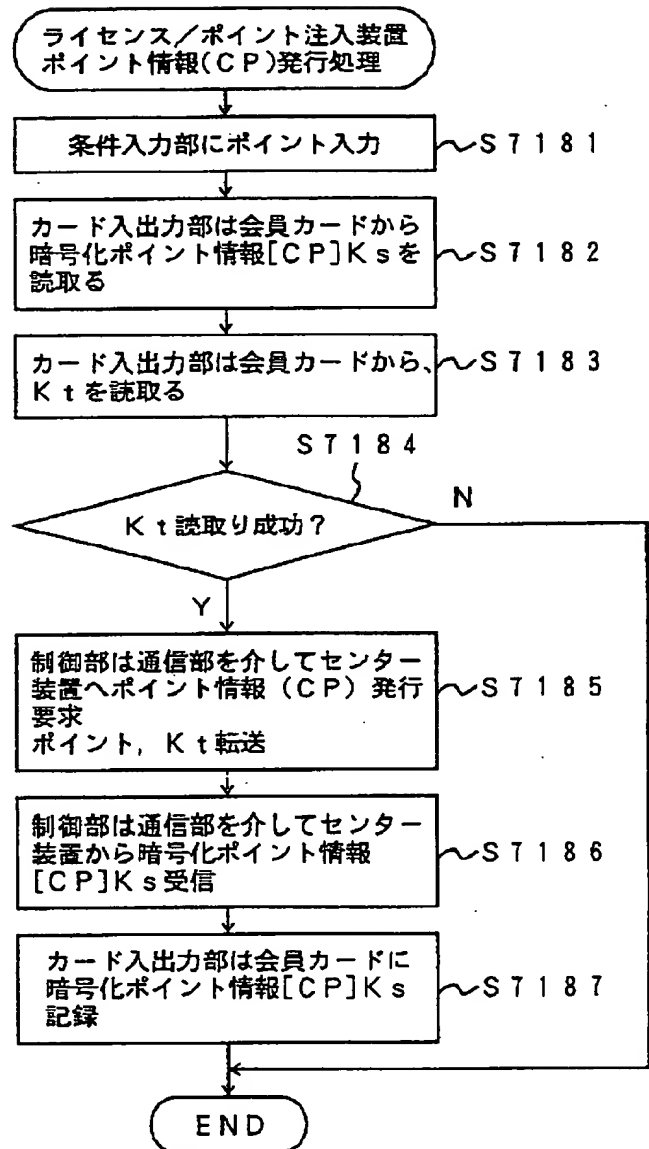 ライセンス／ポイント注入装置
ポイント情報(CP)発行処理
条件入力部にポイント入力
S7181
カード入出力部は会員カードから
暗号化ポイント情報[CP]Ksを
読取る
S7182
カード入出力部は会員カードから、
Ktを読取る
S7183
S7184
Kt読取り成功？
N
Y
制御部は通信部を介してセンター
装置へポイント情報（CP）発行
要求
ポイント，Kt転送
S7185
制御部は通信部を介してセンター
装置から暗号化ポイント情報
[CP]Ks受信
S7186
カード入出力部は会員カードに
暗号化ポイント情報[CP]Ks
記録
S7187
END